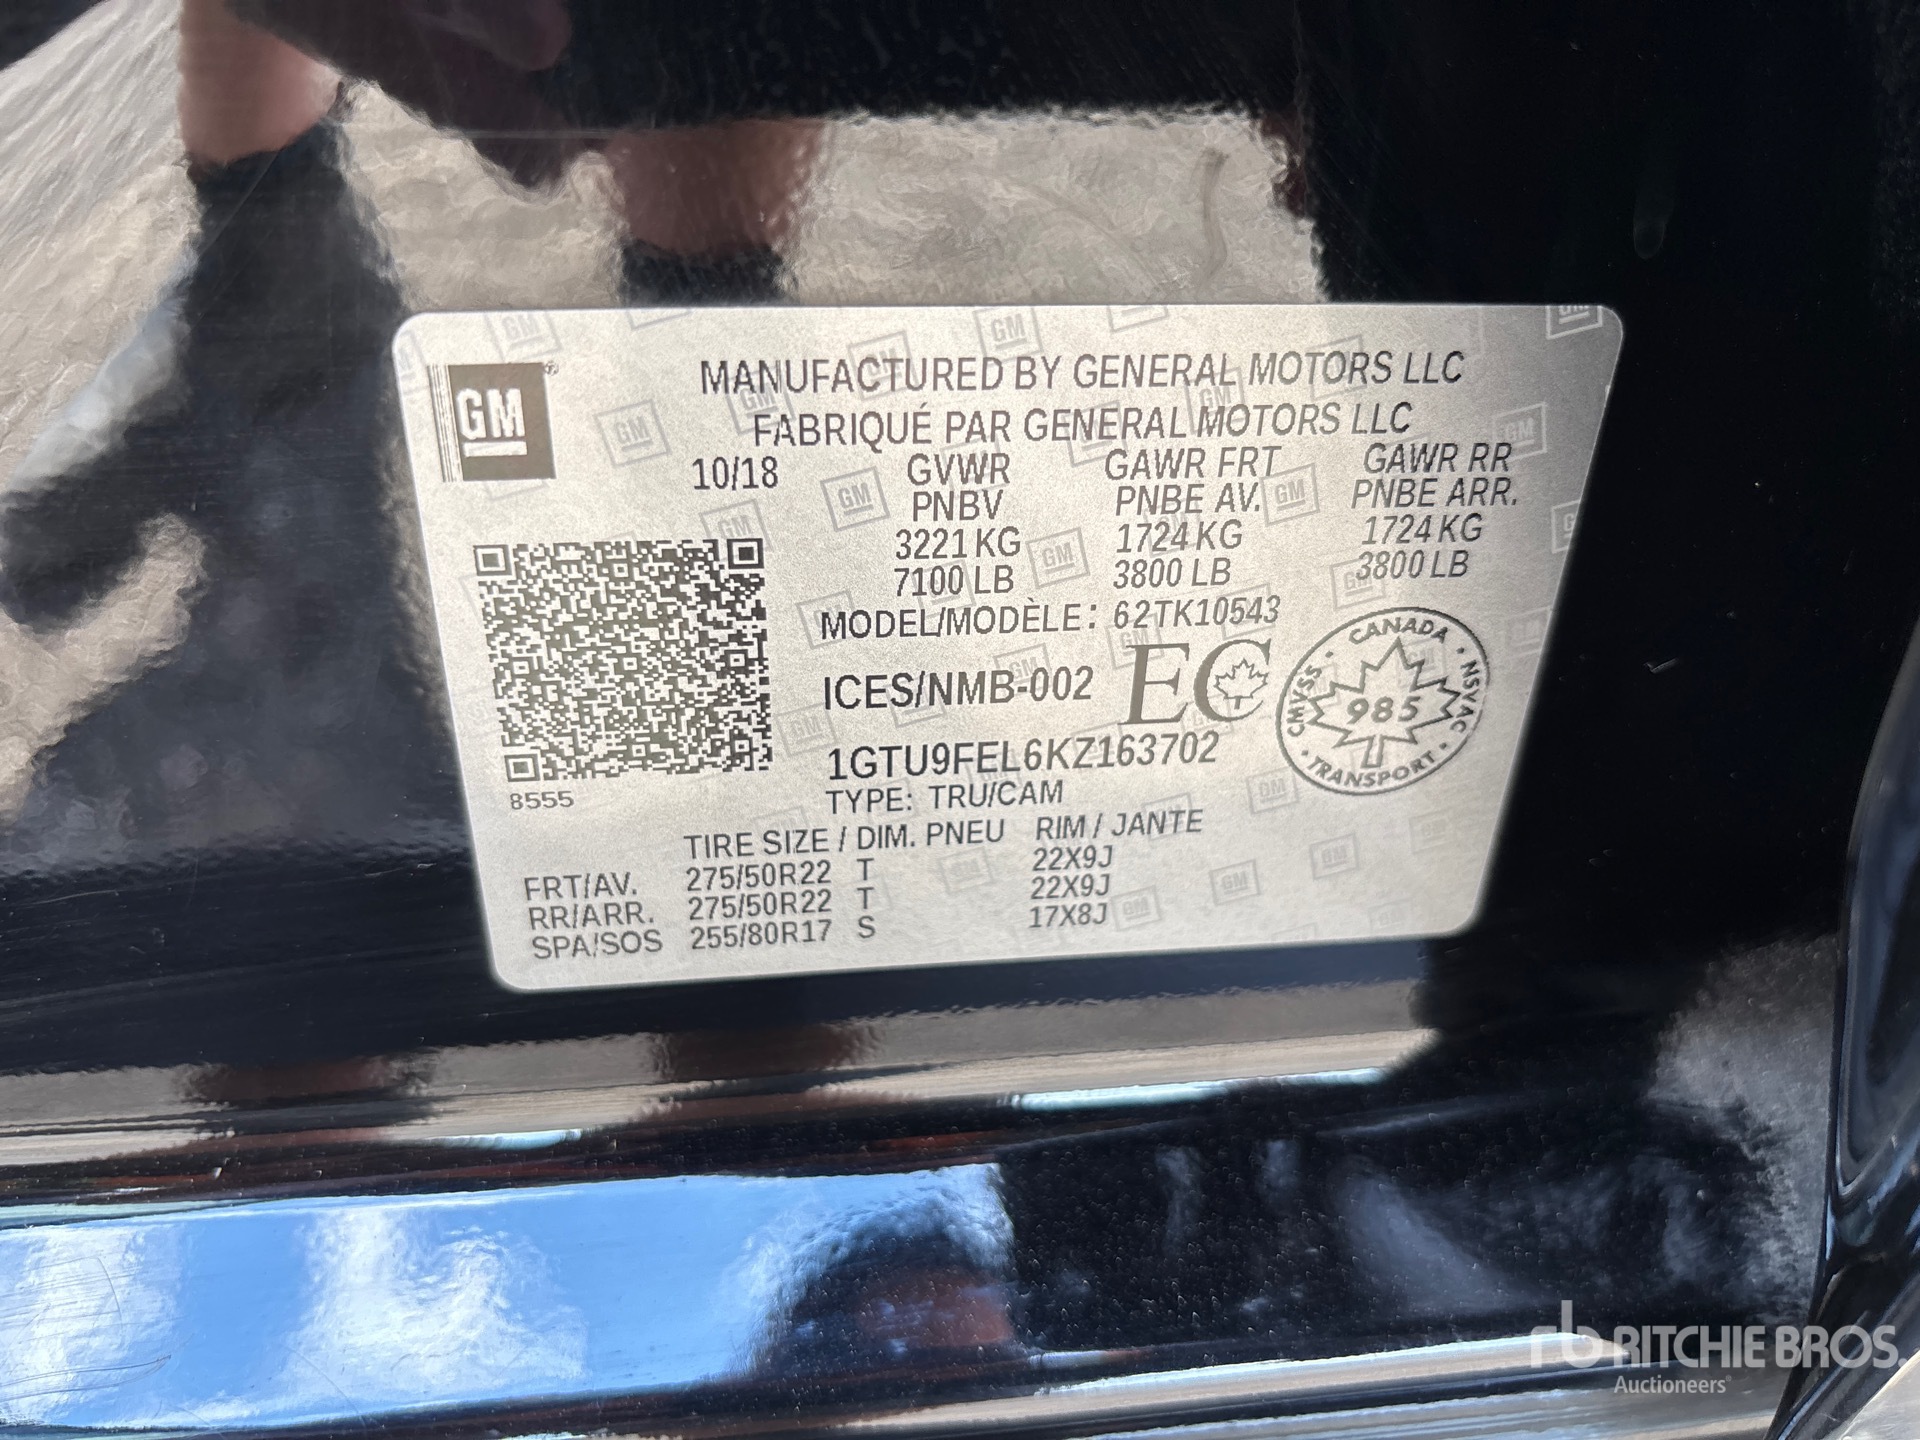 GM
MANUFACTURED BY GENERAL MOTORS LLC
FABRIQUÉ PAR GENERAL MOTORS LLC
10/18 GVWR GAWR FRT GAWR RR
PNBV PNBE AV. PNBE ARR.
3221 KG 1724 KG 1724 KG
7100 LB 3800 LB 3800 LB
MODEL/MODÈLE: 62TK10543
ICES/NMB-002 EC
CANADA
CMVSS 985 NSVAC
TRANSPORT
1GTU9FEL6KZ163702
8555
TYPE: TRU/CAM
TIRE SIZE / DIM. PNEU RIM / JANTE
FRT/AV. 275/50R22 T 22X9J
RR/ARR. 275/50R22 T 22X9J
SPA/SOS 255/80R17 S 17X8J
rb RITCHIE BROS.
Auctioneers